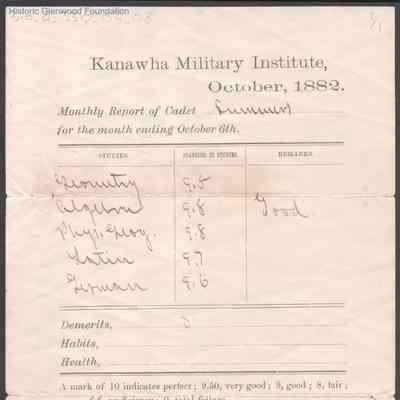 Historic Glenwood Foundation
Kanawha Military Institute,
October, 1882.
Monthly Report of Cadet
for the month ending October 6th.
STUDIES. STANDING IN STUDIES. REMARKS.
Geometry 9.5
Algebra 9.8 Good.
Phys. Geog. 9.8
Latin 9.7
German 9.6
Demerits,
Habits,
Health,
A mark of 10 indicates perfect; 9.50, very good; 9, good; 8, fair;